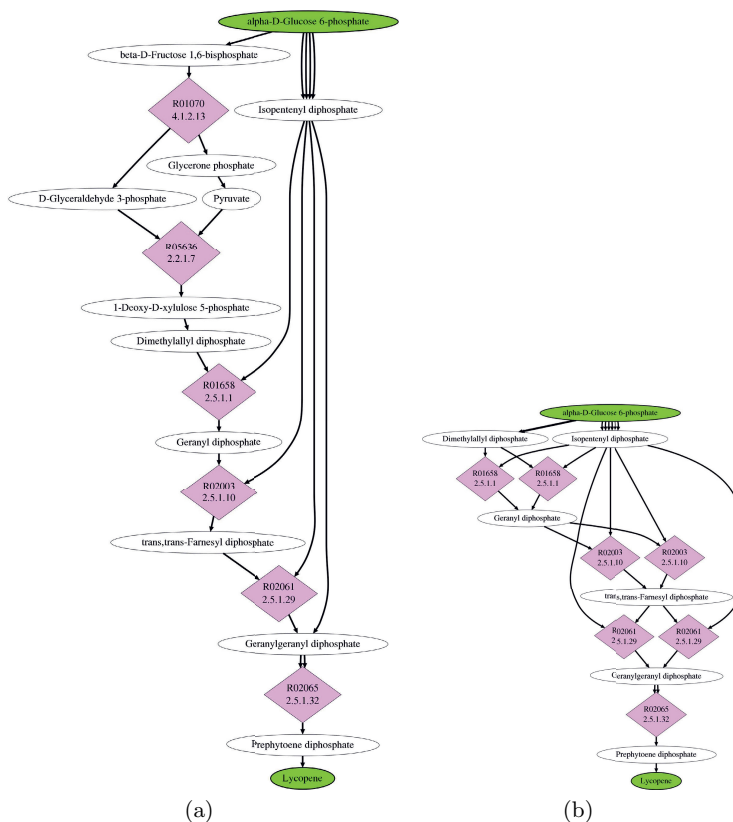 alpha-D-Glucose 6-phosphate
beta-D-Fructose 1,6-bisphosphate
R01070
4.1.2.13
Isopentenyl diphosphate
Glycerone phosphate
D-Glyceraldehyde 3-phosphate
Pyruvate
R05636
2.2.1.7
1-Deoxy-D-xylulose 5-phosphate
Dimethylallyl diphosphate
R01658
2.5.1.1
Geranyl diphosphate
R02003
2.5.1.10
trans,trans-Farnesyl diphosphate
R02061
2.5.1.29
Geranylgeranyl diphosphate
R02065
2.5.1.32
Prephytoene diphosphate
Lycopene
(a)
alpha-D-Glucose 6-phosphate
Dimethylallyl diphosphate
Isopentenyl diphosphate
R01658
2.5.1.1
R01658
2.5.1.1
Geranyl diphosphate
R02003
2.5.1.10
R02003
2.5.1.10
trans,trans-Farnesyl diphosphate
R02061
2.5.1.29
R02061
2.5.1.29
Geranylgeranyl diphosphate
R02065
2.5.1.32
Prephytoene diphosphate
Lycopene
(b)